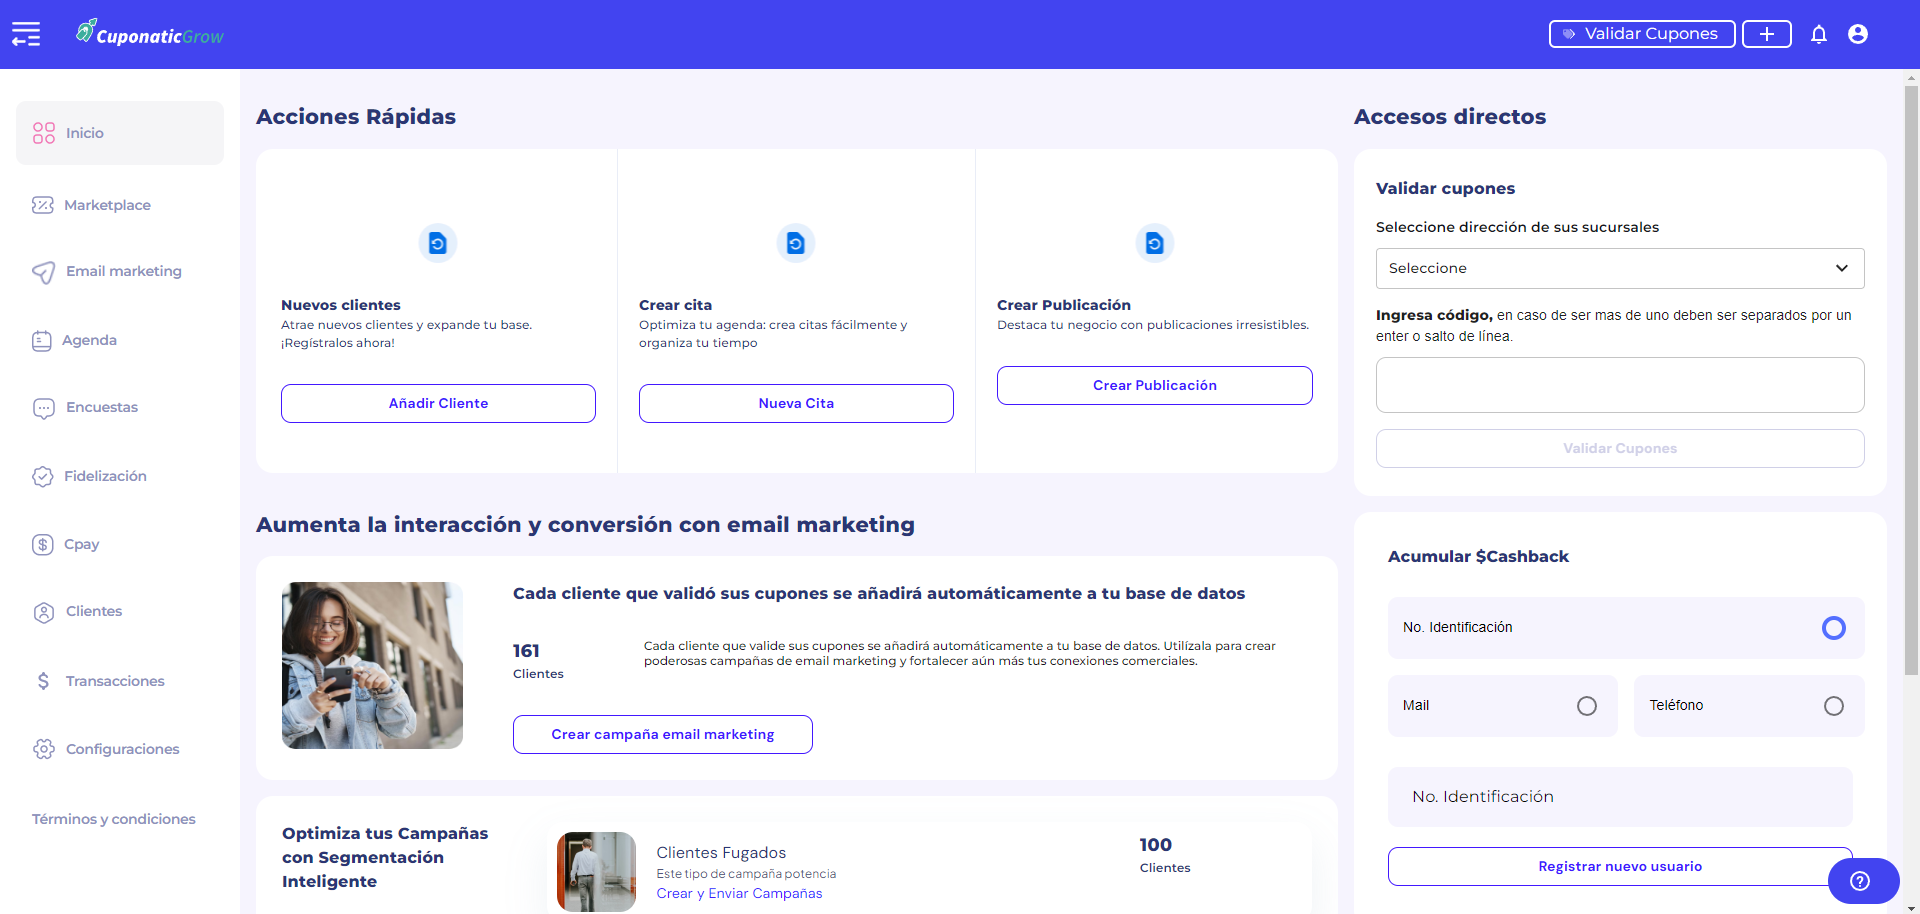 CuponaticGrow
Validar Cupones
Inicio
Marketplace
Email marketing
Agenda
Encuestas
Fidelización
Cpay
Clientes
Transacciones
Configuraciones
Términos y condiciones
Acciones Rápidas
Nuevos clientes
Atrae nuevos clientes y expande tu base.
¡Regístralos ahora!
Añadir Cliente
Crear cita
Optimiza tu agenda: crea citas fácilmente y
organiza tu tiempo
Nueva Cita
Crear Publicación
Destaca tu negocio con publicaciones irresistibles.
Crear Publicación
Aumenta la interacción y conversión con email marketing
Cada cliente que validó sus cupones se añadirá automáticamente a tu base de datos
161
Clientes
Cada cliente que valide sus cupones se añadirá automáticamente a tu base de datos. Utilízala para crear
poderosas campañas de email marketing y fortalecer aún más tus conexiones comerciales.
Crear campaña email marketing
Optimiza tus Campañas
con Segmentación
Inteligente
Clientes Fugados
Este tipo de campaña potencia
Crear y Enviar Campañas
100
Clientes
Accesos directos
Validar cupones
Seleccione dirección de sus sucursales
Seleccione
Ingresa código, en caso de ser mas de uno deben ser separados por un
enter o salto de línea.
Validar Cupones
Acumular $Cashback
No. Identificación
Mail
Teléfono
No. Identificación
Registrar nuevo usuario